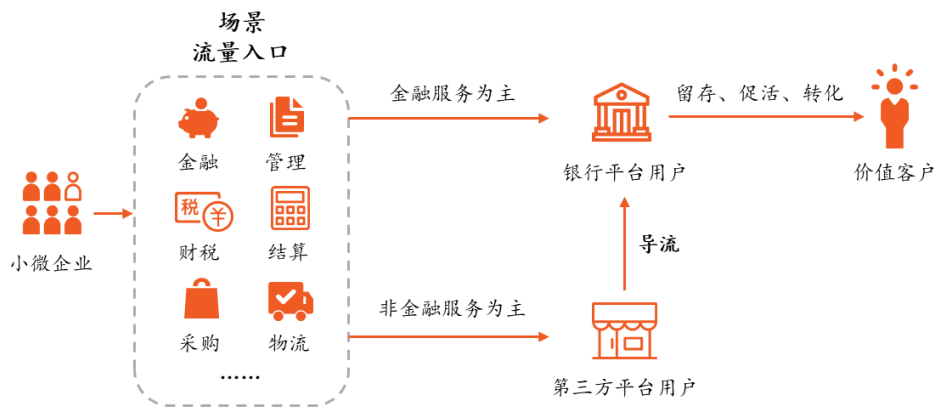 场景
流量入口
金融服务为主
留存、促活、转化
金融
管理
银行平台用户
价值客户
税
¥
财税
结算
小微企业
导流
采购
物流
非金融服务为主
……
第三方平台用户